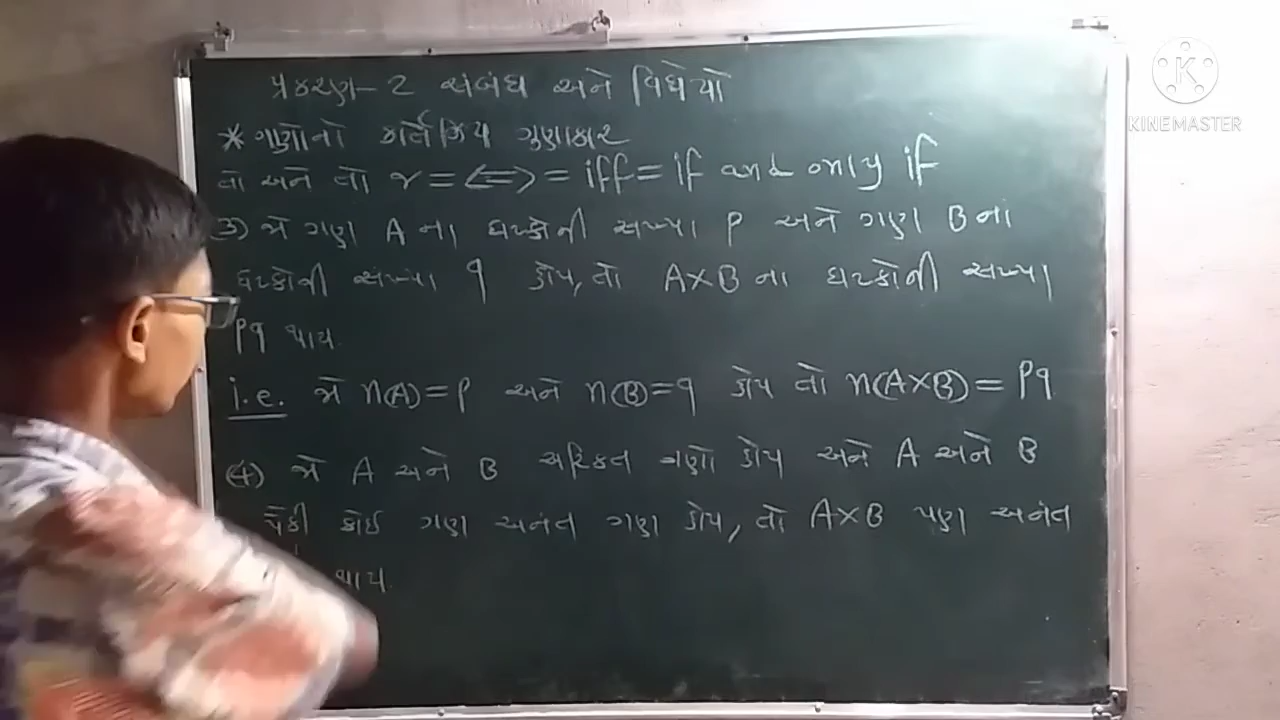 પ્રકરણ-2 સંબંધ અને વિધેયો
* ગણોનો કાર્તેઝિય ગુણાકાર
તો અને તો જ = <=> = iff = if and only if
3) જો ગણ A ના ઘટકોની સંખ્યા p અને ગણ B ના
ઘટકોની સંખ્યા q હોય, તો A×B ના ઘટકોની સંખ્યા
pq થાય.
i.e. જો n(A)=p અને n(B)=q હોય તો n(A×B)= pq
(4) જો A અને B અરિક્ત ગણો હોય અને A અને B
પૈકી કોઈ ગણ અનંત ગણ હોય, તો A×B પણ અનંત
થાય.
KINEMASTER